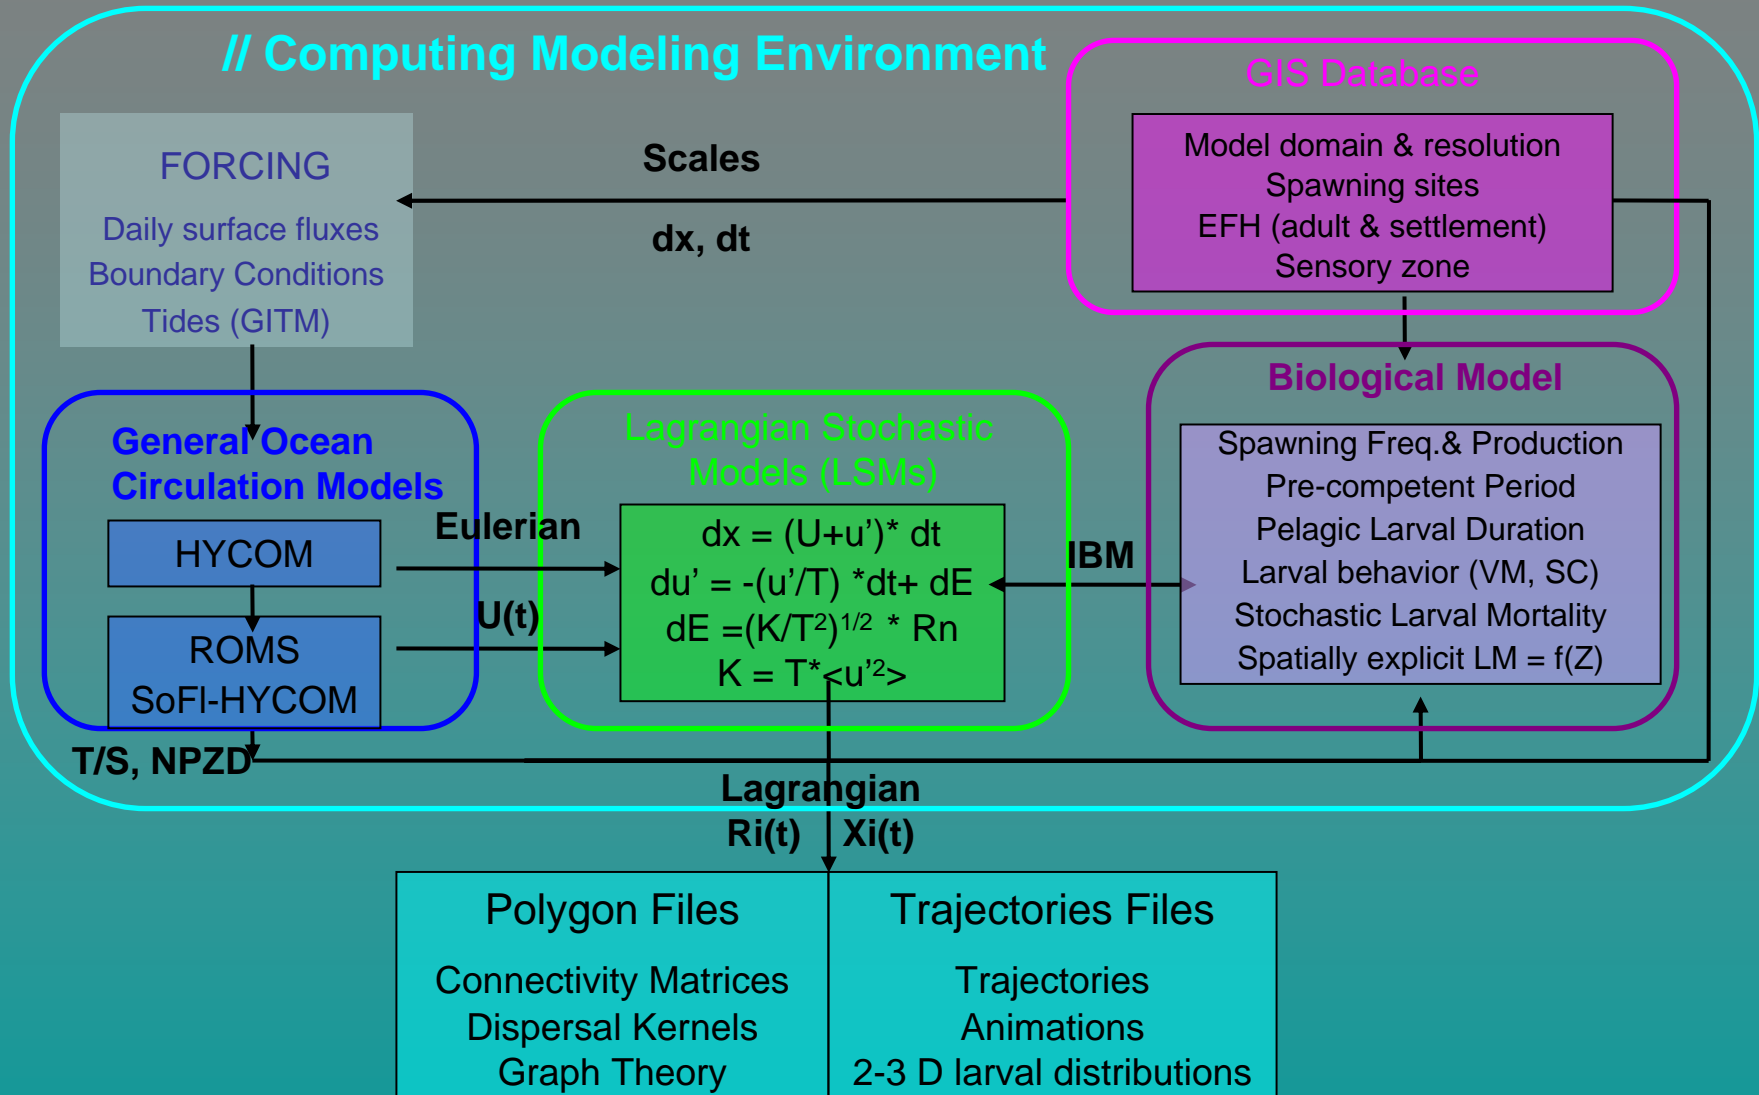 // Computing Modeling Environment
GIS Database
Model domain & resolution
Spawning sites
EFH (adult & settlement)
Sensory zone
Scales
dx, dt
FORCING
Daily surface fluxes
Boundary Conditions
Tides (GITM)
General Ocean
Circulation Models
HYCOM
ROMS
SoFl-HYCOM
Eulerian
U(t)
Lagrangian Stochastic
Models (LSMs)
dx = (U+u’)* dt
du’ = -(u’/T) *dt+ dE
dE =(K/T²)^1/2 * Rn
K = T*<u’²>
IBM
Biological Model
Spawning Freq.& Production
Pre-competent Period
Pelagic Larval Duration
Larval behavior (VM, SC)
Stochastic Larval Mortality
Spatially explicit LM = f(Z)
T/S, NPZD
Lagrangian
Ri(t) Xi(t)
Polygon Files
Connectivity Matrices
Dispersal Kernels
Graph Theory
Trajectories Files
Trajectories
Animations
2-3 D larval distributions